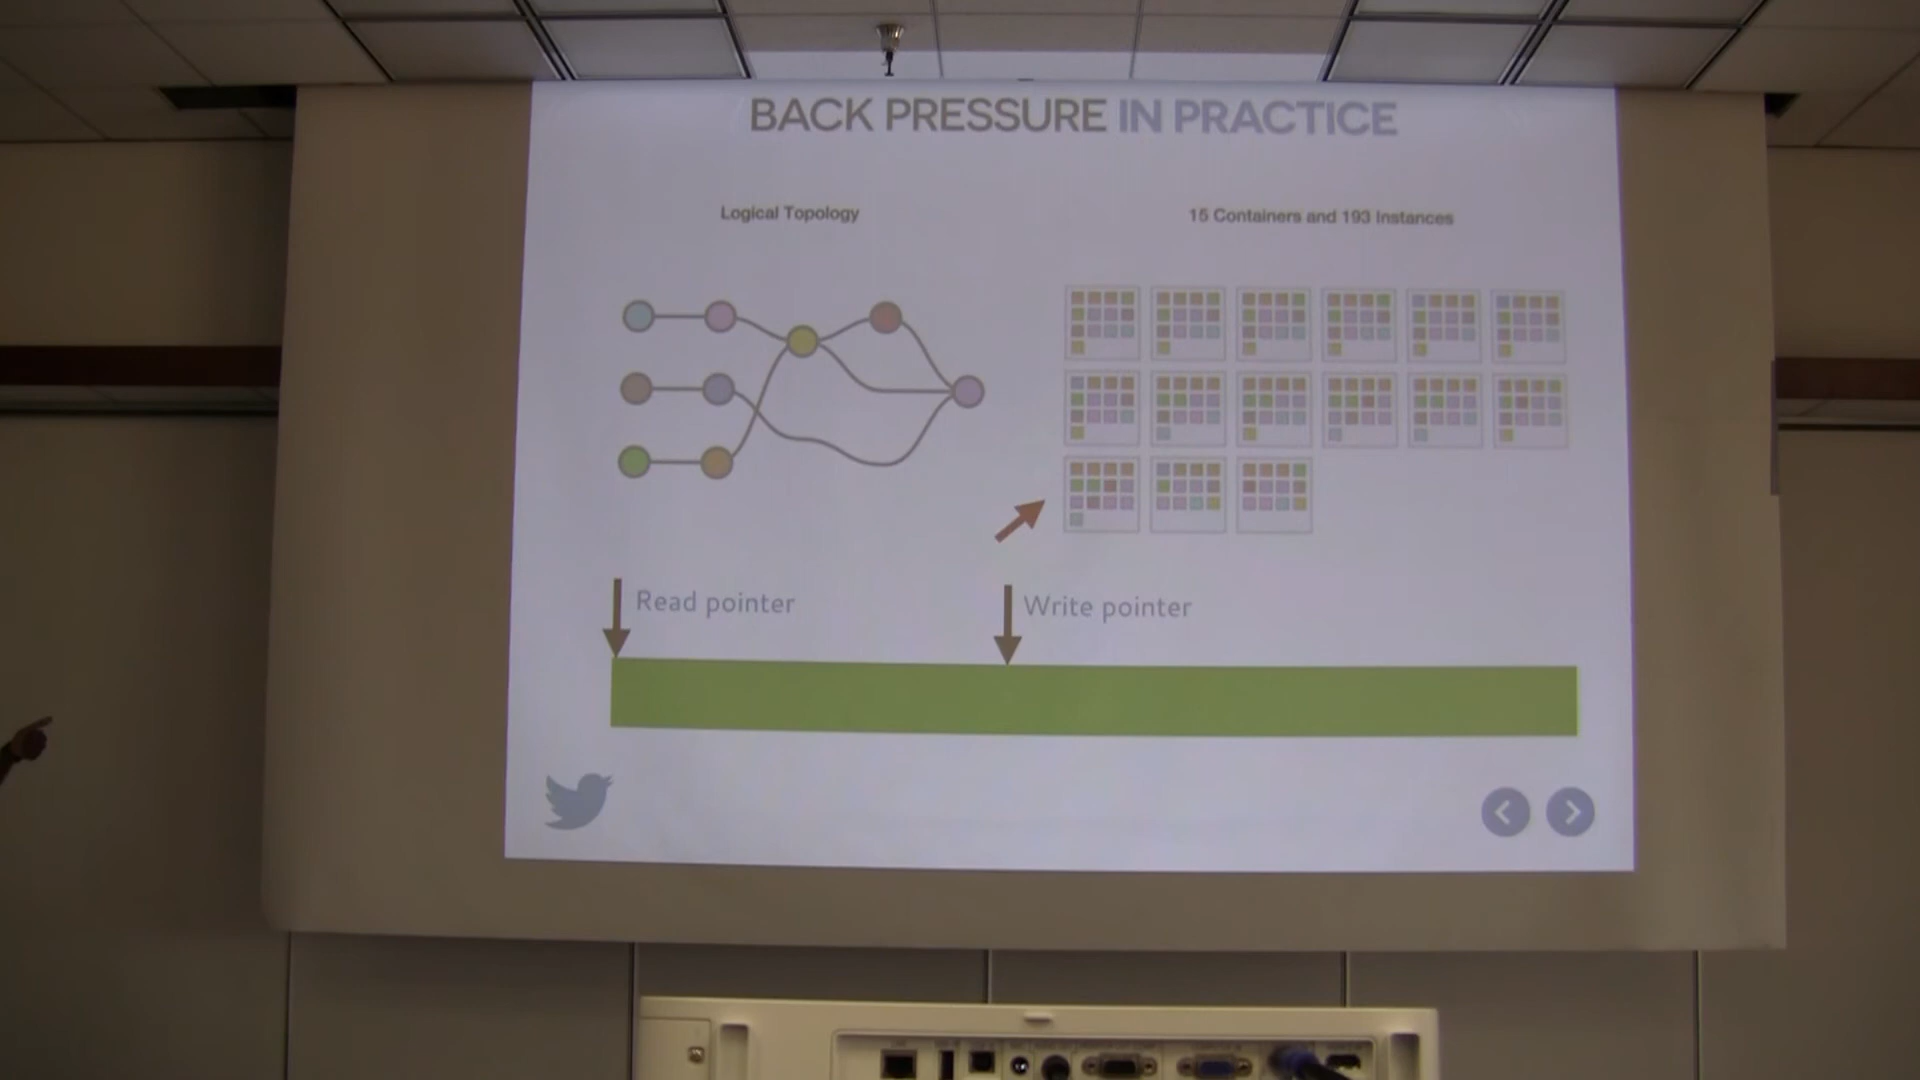 BACK PRESSURE IN PRACTICE
Logical Topology
15 Containers and 193 Instances
Read pointer
Write pointer